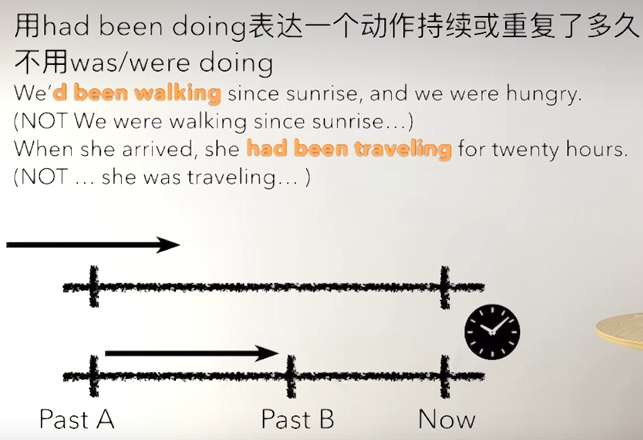 用had been doing表达一个动作持续或重复了多久
不用was/were doing
We'd been walking since sunrise, and we were hungry.
(NOT We were walking since sunrise...)
When she arrived, she had been traveling for twenty hours.
(NOT ... she was traveling... )
Past A
Past B
Now